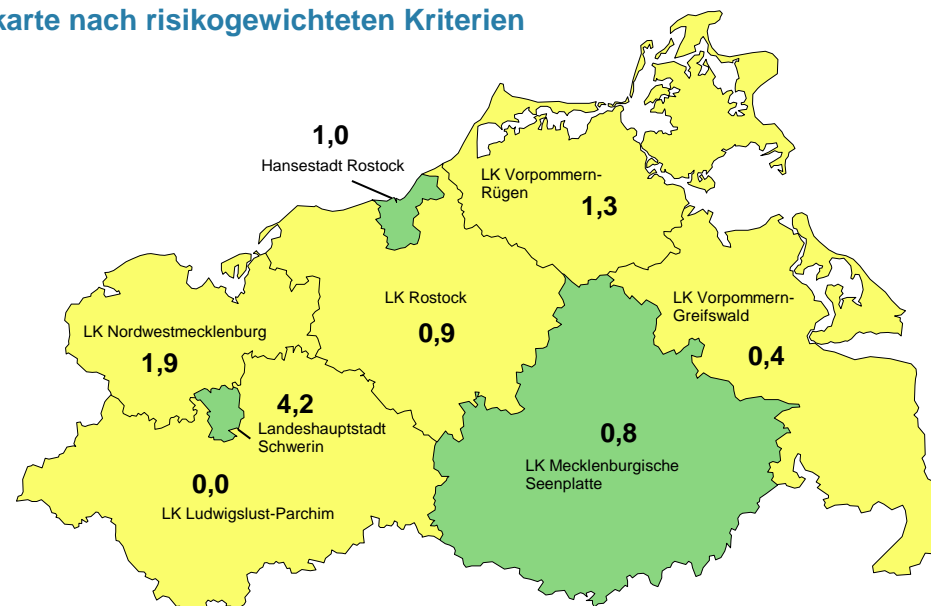 karte nach risikogewichteten Kriterien
1,0
Hansestadt Rostock
LK Vorpommern-
Rügen
1,3
LK Rostock
0,9
LK Vorpommern-
Greifswald
0,4
LK Nordwestmecklenburg
1,9
4,2
Landeshauptstadt
Schwerin
0,8
LK Mecklenburgische
Seenplatte
0,0
LK Ludwigslust-Parchim